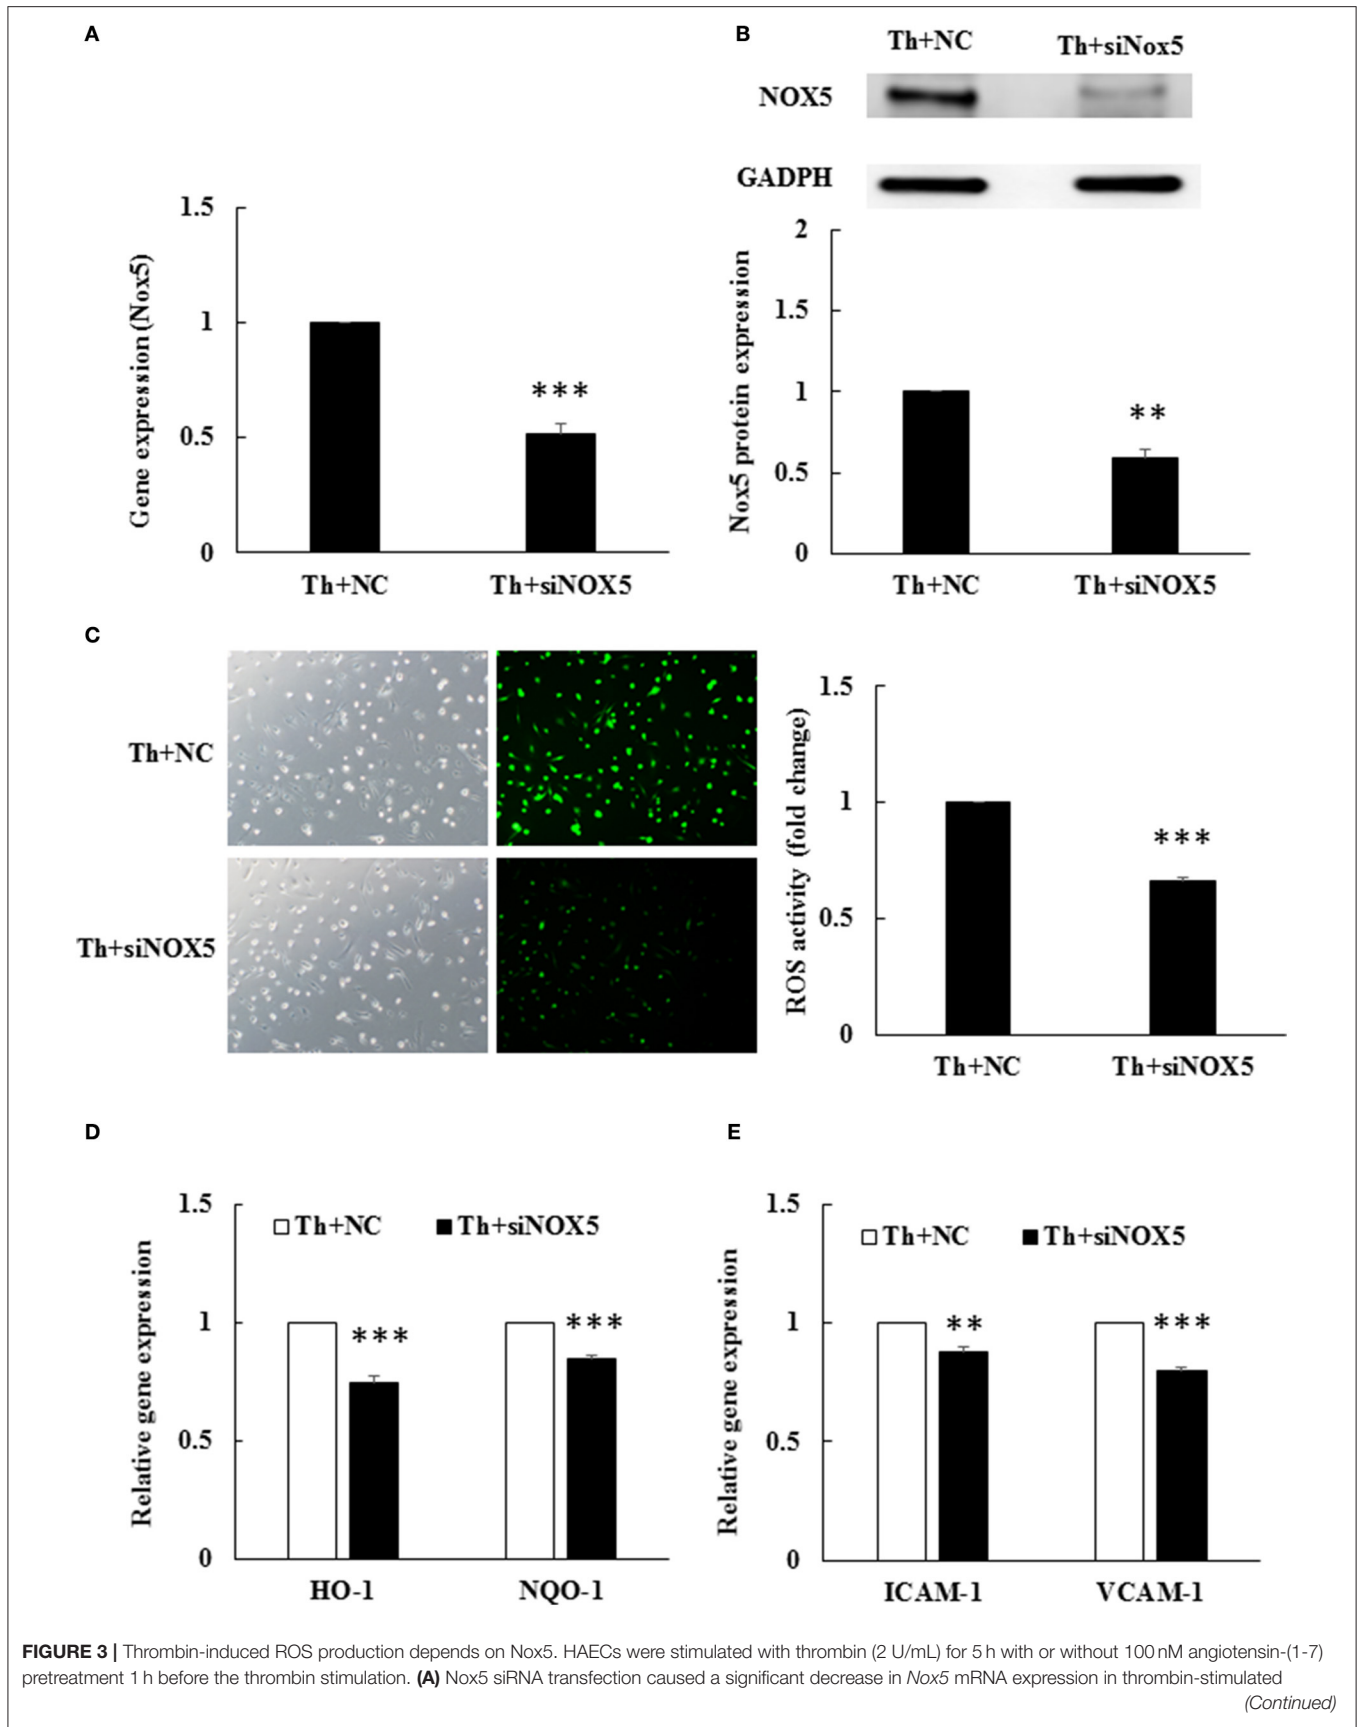 A
1.5
1
0.5
0
Gene expression (Nox5)
***
Th+NC
Th+siNOX5
B
Th+NC
Th+siNox5
NOX5
GADPH
2
1.5
1
0.5
0
Nox5 protein expression
**
Th+NC
Th+siNOX5
C
Th+NC
Th+siNOX5
1.5
1
0.5
0
ROS activity (fold change)
***
Th+NC
Th+siNOX5
D
1.5
1
0.5
0
Relative gene expression
Th+NC
Th+siNOX5
***
***
HO-1
NQO-1
E
1.5
1
0.5
0
Relative gene expression
Th+NC
Th+siNOX5
**
***
ICAM-1
VCAM-1
FIGURE 3 | Thrombin-induced ROS production depends on Nox5. HAECs were stimulated with thrombin (2 U/mL) for 5 h with or without 100 nM angiotensin-(1-7)
pretreatment 1 h before the thrombin stimulation. (A) Nox5 siRNA transfection caused a significant decrease in Nox5 mRNA expression in thrombin-stimulated
(Continued)